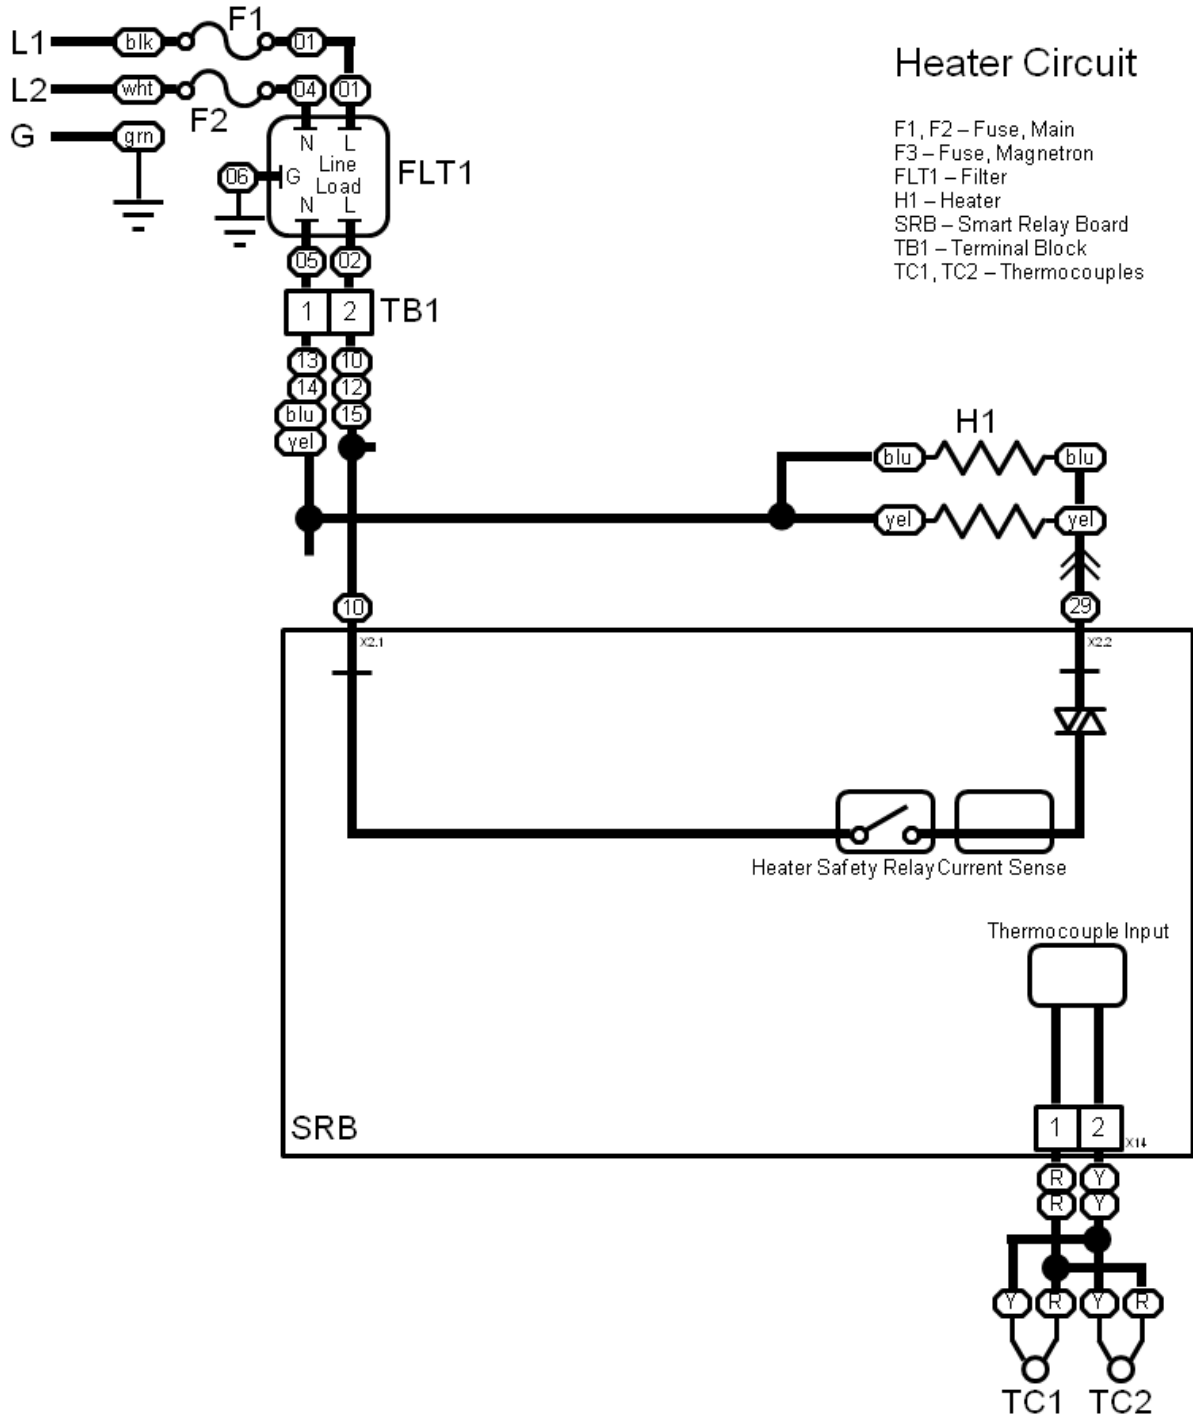 F1
L1 blk 01
Heater Circuit
L2 wht 04 01
F2
G grn
F1, F2 – Fuse, Main
F3 – Fuse, Magnetron
FLT1 – Filter
H1 – Heater
SRB – Smart Relay Board
TB1 – Terminal Block
TC1, TC2 – Thermocouples
N L
Line
06 G FLT1
Load
N L
05 02
1 2 TB1
13 10
14 12
blu 15
yel
H1
blu blu
yel yel
10 29
X2.1 X2.2
Heater Safety Relay Current Sense
Thermocouple Input
SRB 1 2 X14
R Y
R Y
Y R Y R
TC1 TC2